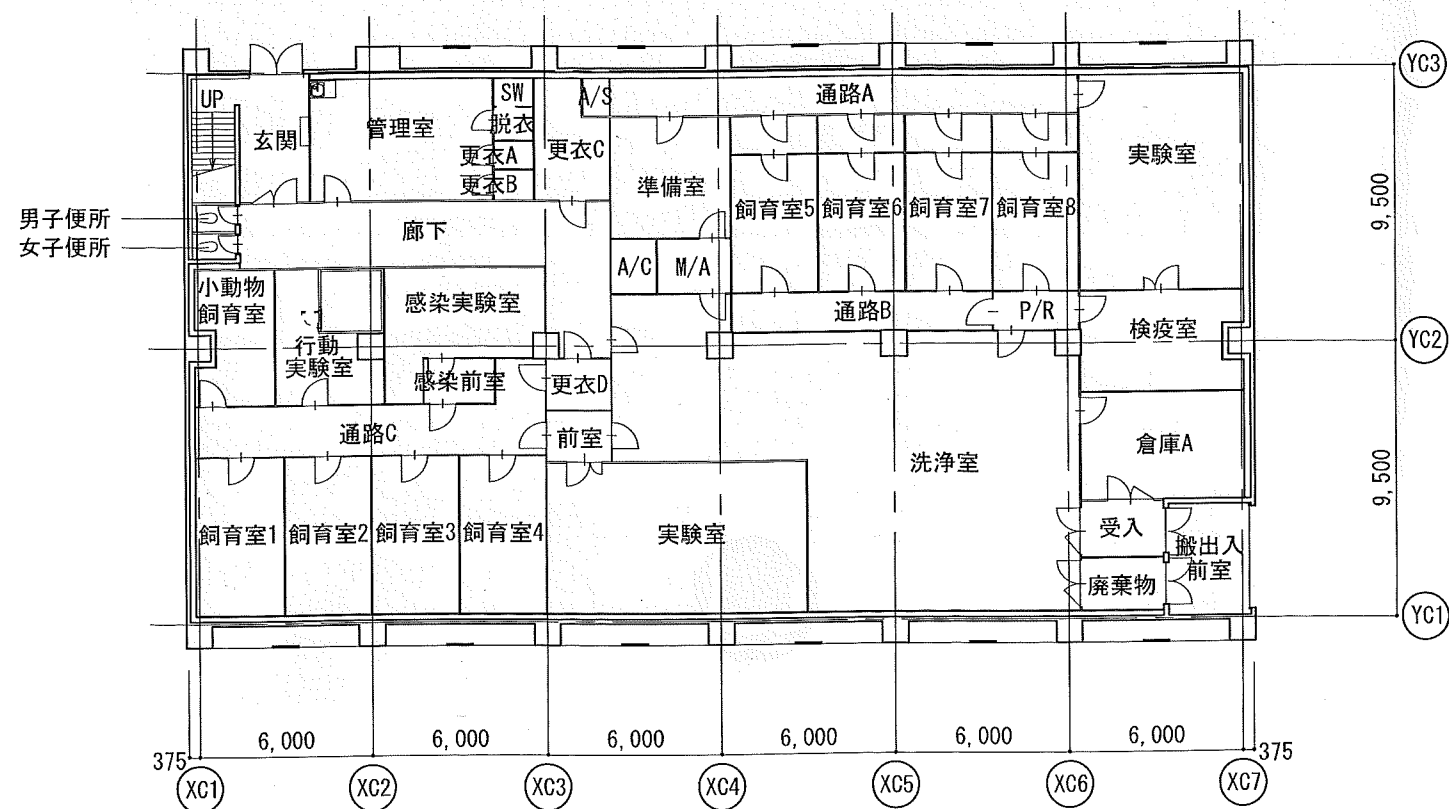 YC3
UP
SW
A/S
通路A
脱衣
玄関
管理室
更衣A
更衣B
更衣C
準備室
実験室
9,500
男子便所
女子便所
廊下
飼育室5
飼育室6
飼育室7
飼育室8
A/C
M/A
小動物
飼育室
感染実験室
通路B
P/R
検疫室
行動
実験室
YC2
感染前室
更衣D
通路C
前室
洗浄室
倉庫A
9,500
飼育室1
飼育室2
飼育室3
飼育室4
実験室
受入
搬出入
前室
廃棄物
YC1
375
6,000
6,000
6,000
6,000
6,000
6,000
375
XC1
XC2
XC3
XC4
XC5
XC6
XC7